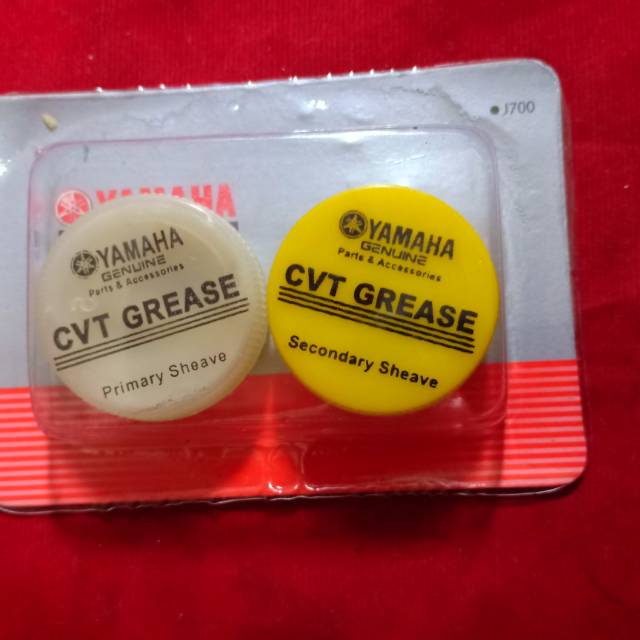 J700
YAMAHA
YAMAHA
GENUINE
Parts & Accessories
CVT GREASE
Primary Sheave
YAMAHA
GENUINE
Parts & Accessories
CVT GREASE
Secondary Sheave